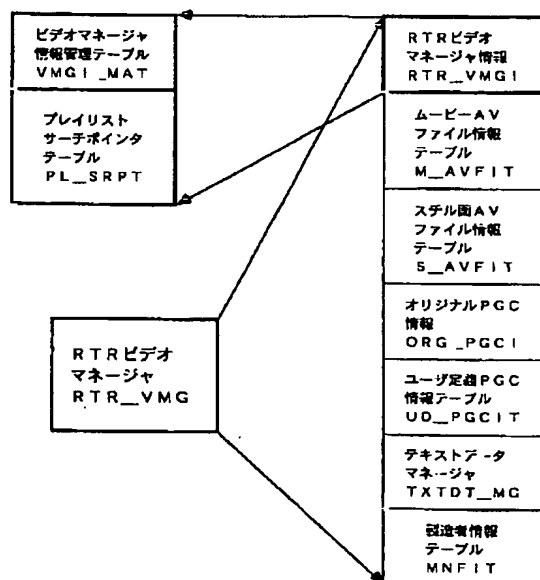 ビデオマネージャ
情報管理テーブル
VMGI_MAT
プレイリスト
サーチポインタ
テーブル
PL_SRPT
RTRビデオ
マネージャ
RTR_VMG
RTRビデオ
マネージャ情報
RTR_VMGI
ムービーAV
ファイル情報
テーブル
M_AVFIT
スチル画AV
ファイル情報
テーブル
S_AVFIT
オリジナルPGC
情報
ORG_PGCI
ユーザ定義PGC
情報テーブル
UD_PGCIT
テキストデータ
マネージャ
TXTDT_MG
製造者情報
テーブル
MNFIT